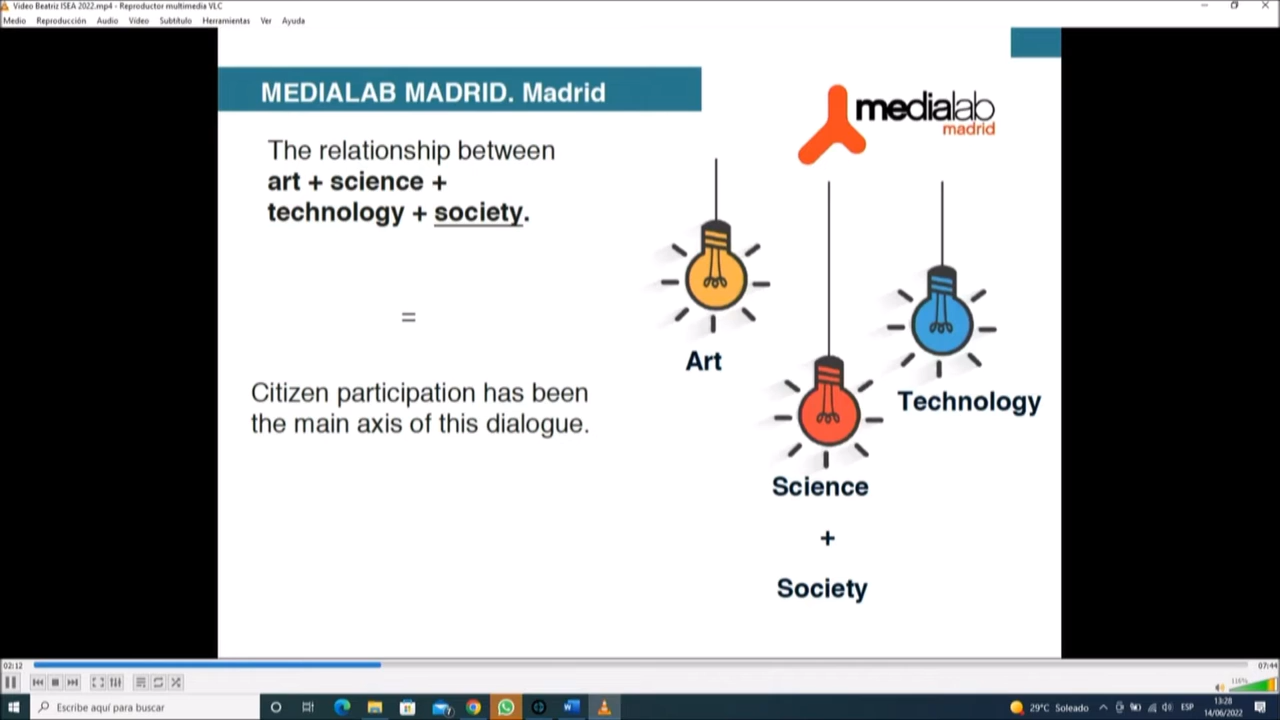 Video Beatriz ISEA 2022.mp4 - Reproductor multimedia VLC
Medio Reproducción Audio Vídeo Subtítulo Herramientas Ver Ayuda
MEDIALAB MADRID. Madrid
medialab
madrid
The relationship between
art + science +
technology + society.
=
Citizen participation has been
the main axis of this dialogue.
Art
Technology
Science
+
Society
02:12
07:44
116%
Escribe aquí para buscar
29°C Soleado
ESP
13:28
14/06/2022